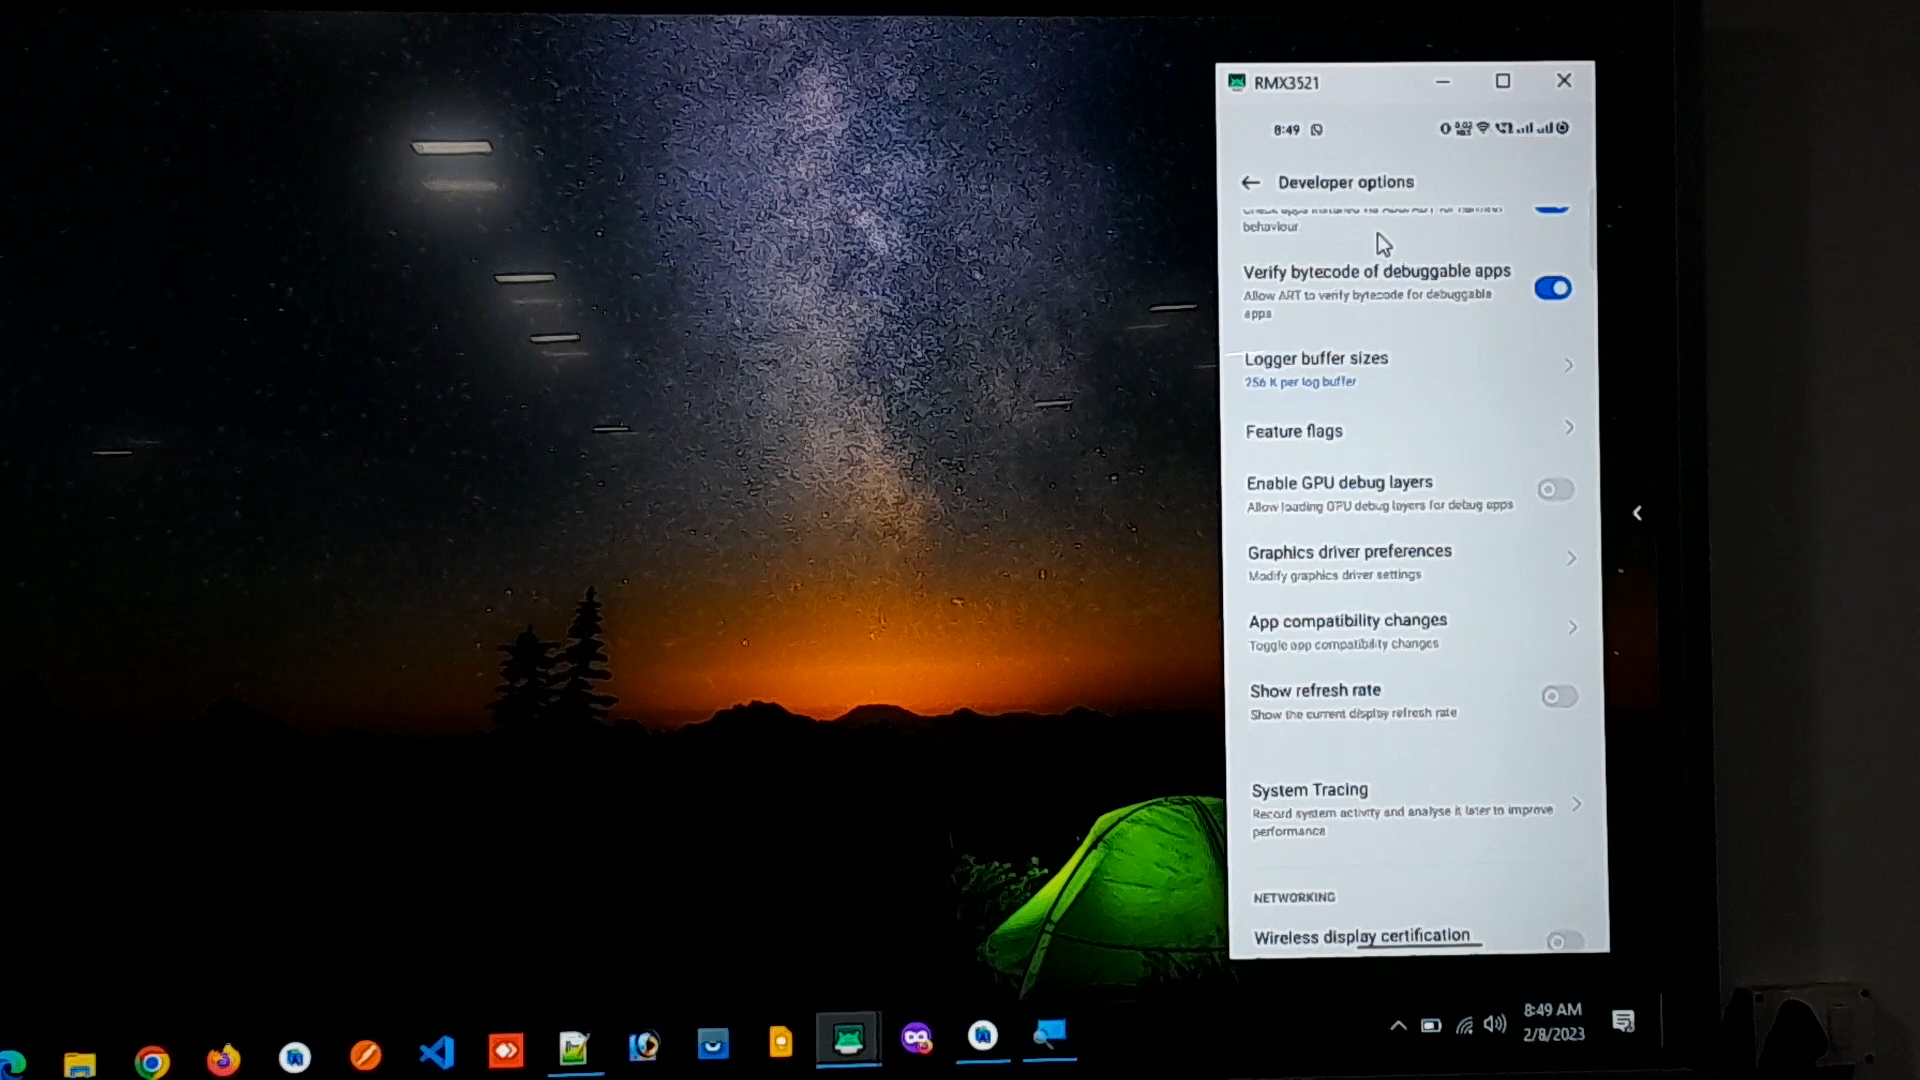 RMX3521
8:49
Developer options
behaviour
Verify bytecode of debuggable apps
Allow ART to verify bytecode for debuggable
apps
Logger buffer sizes
256 K per log buffer
Feature flags
Enable GPU debug layers
Allow loading GPU debug layers for debug apps
Graphics driver preferences
Modify graphics driver settings
App compatibility changes
Toggle app compatibility changes
Show refresh rate
Show the current display refresh rate
System Tracing
Record system activity and analyse it later to improve
performance
NETWORKING
Wireless display certification
8:49 AM
2/8/2023